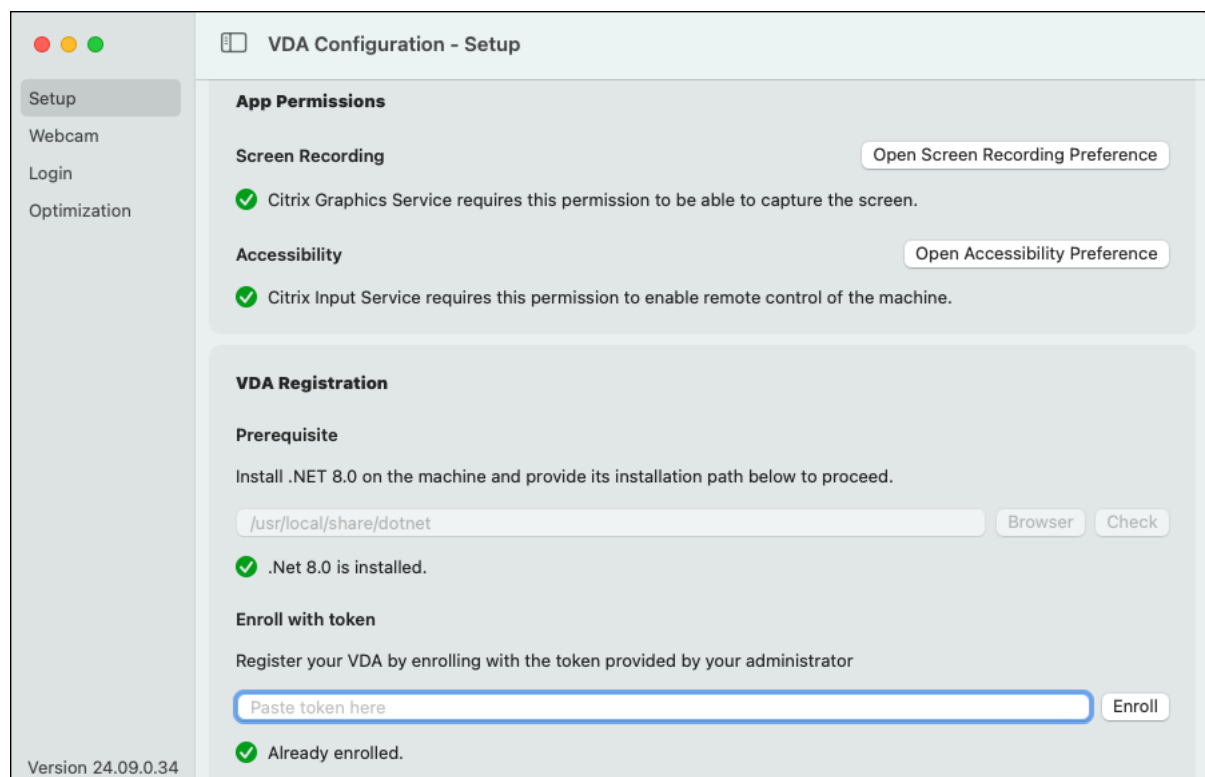 VDA Configuration - Setup
Setup
Webcam
Login
Optimization
App Permissions
Screen Recording
Open Screen Recording Preference
Citrix Graphics Service requires this permission to be able to capture the screen.
Accessibility
Open Accessibility Preference
Citrix Input Service requires this permission to enable remote control of the machine.
VDA Registration
Prerequisite
Install .NET 8.0 on the machine and provide its installation path below to proceed.
/usr/local/share/dotnet
Browser
Check
.Net 8.0 is installed.
Enroll with token
Register your VDA by enrolling with the token provided by your administrator
Paste token here
Enroll
Already enrolled.
Version 24.09.0.34